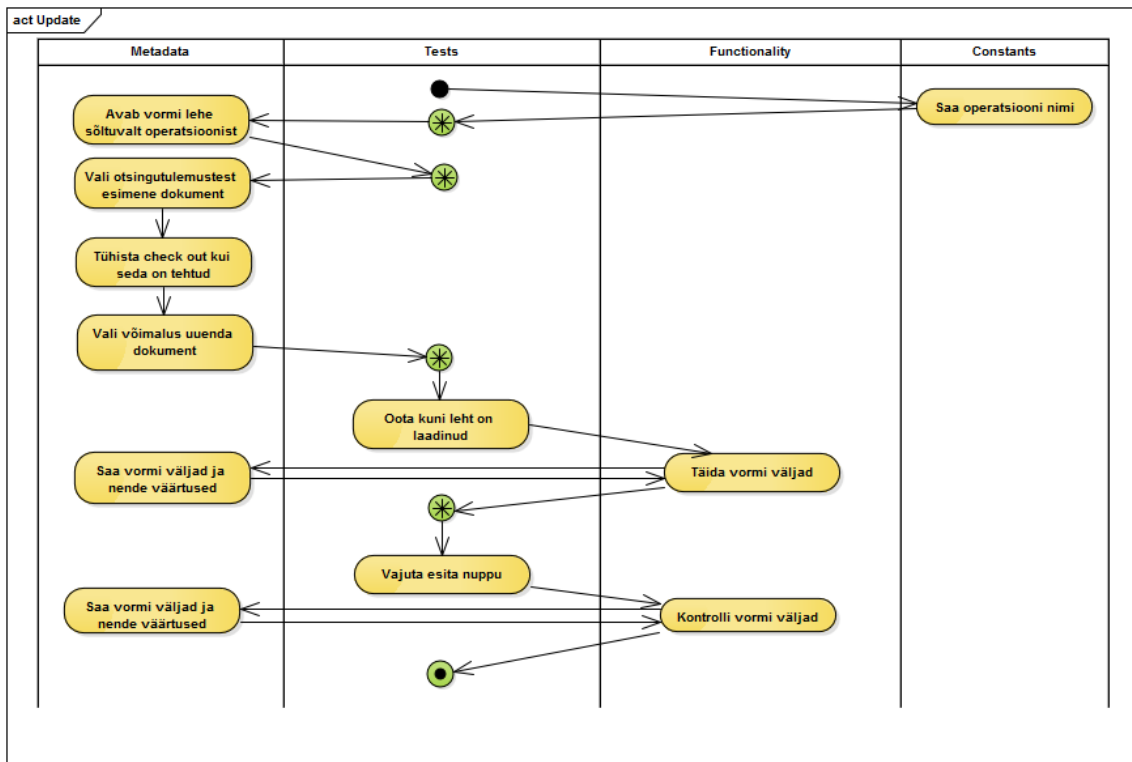 act Update
Metadata
Tests
Functionality
Constants
Avab vormi lehe
sõltuvalt operatsioonist
Saa operatsiooni nimi
Vali otsingutulemustest
esimene dokument
Tühista check out kui
seda on tehtud
Vali võimalus uuenda
dokument
Oota kuni leht on
laadinud
Saa vormi väljad ja
nende väärtused
Täida vormi väljad
Vajuta esita nuppu
Saa vormi väljad ja
nende väärtused
Kontrolli vormi väljad